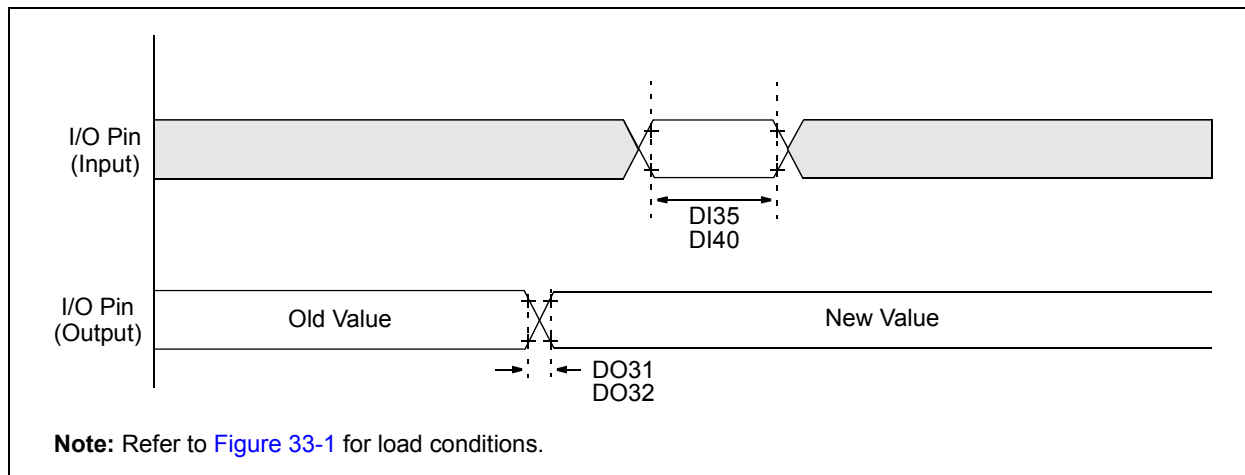 I/O Pin
(Input)
DI35
DI40
I/O Pin
(Output)
Old Value
New Value
DO31
DO32
Note: Refer to Figure 33-1 for load conditions.